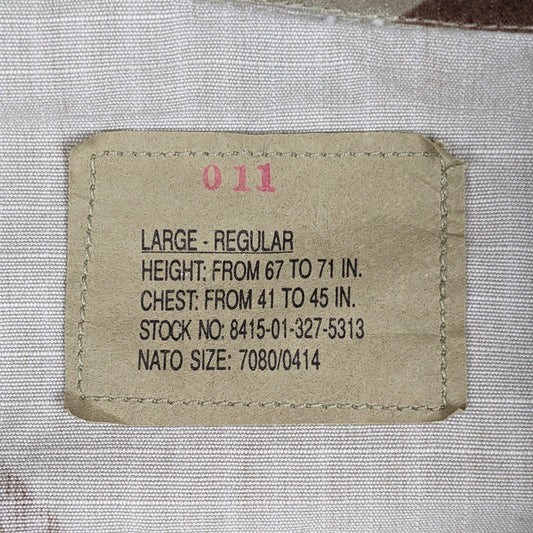 011
LARGE - REGULAR
HEIGHT: FROM 67 TO 71 IN.
CHEST: FROM 41 TO 45 IN.
STOCK NO: 8415-01-327-5313
NATO SIZE: 7080/0414